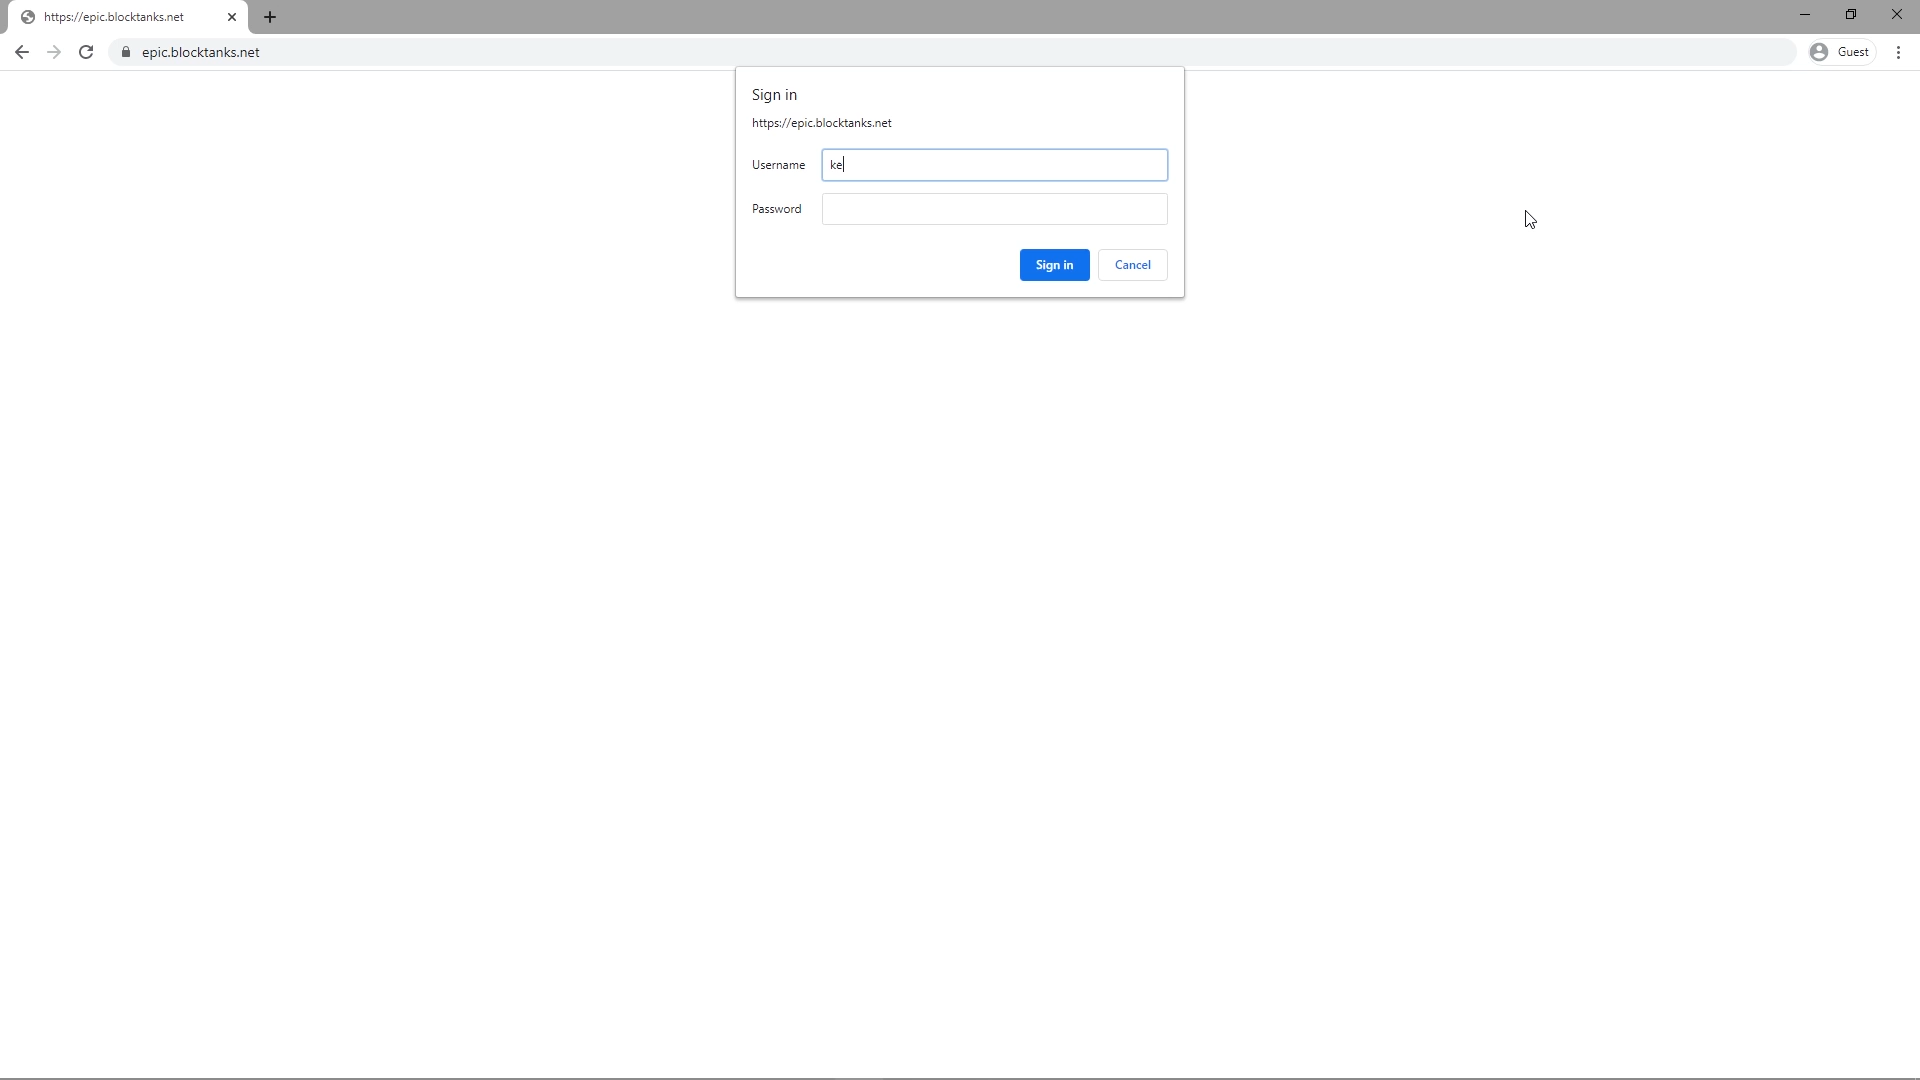 https://epic.blocktanks.net
epic.blocktanks.net
Guest
Sign in
https://epic.blocktanks.net
Username ke
Password
Sign in Cancel